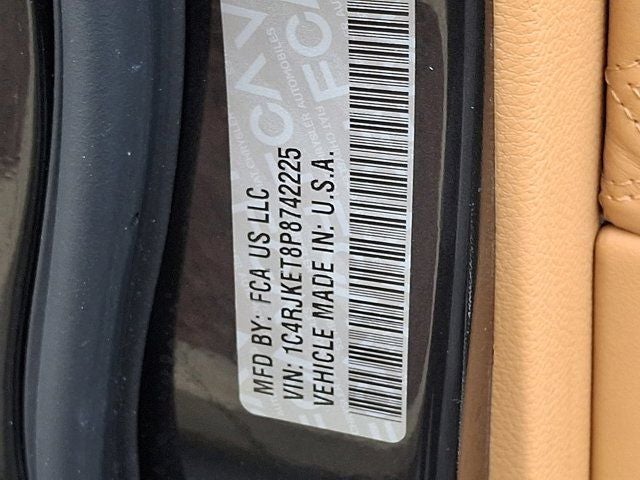 MFD BY: FCA US LLC
VIN: 1C4RJKET8P8742225
VEHICLE MADE IN: U.S.A.